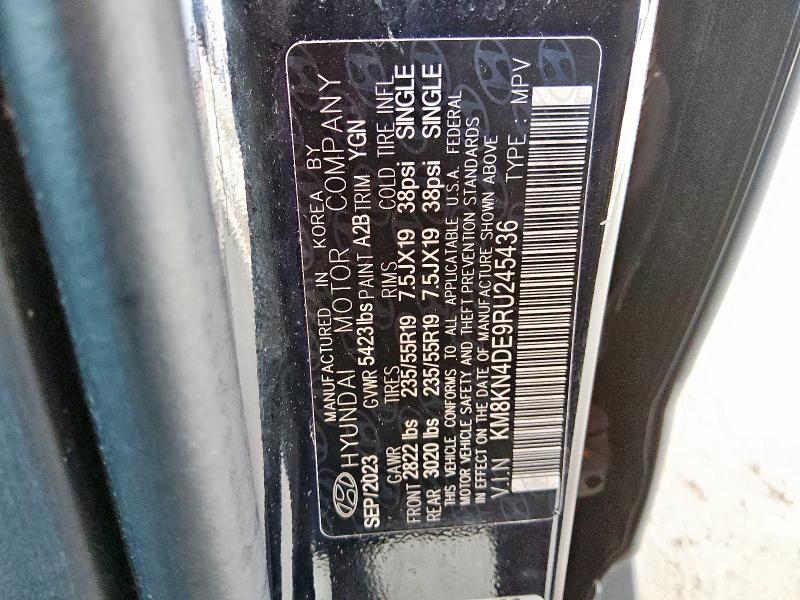 MANUFACTURED IN KOREA BY
HYUNDAI MOTOR COMPANY
SEP/2023 GVWR 5423lbs PAINT A2B TRIM YGN
GAWR TIRES RIMS COLD TIRE INFL
FRONT 2822 lbs 235/55R19 7.5JX19 38psi SINGLE
REAR 3020 lbs 235/55R19 7.5JX19 38psi SINGLE
THIS VEHICLE CONFORMS TO ALL APPLICABLE U.S.A. FEDERAL
MOTOR VEHICLE SAFETY AND THEFT PREVENTION STANDARDS
IN EFFECT ON THE DATE OF MANUFACTURE SHOWN ABOVE
V.I.N KM8KN4DE9RU245436 TYPE : MPV